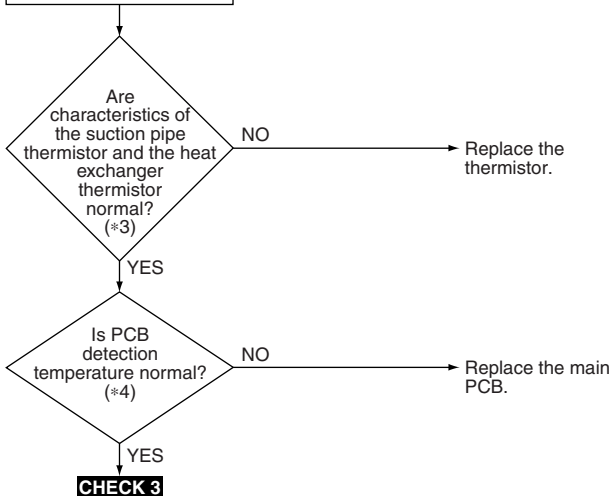 Are
characteristics of
the suction pipe
thermistor and the heat
exchanger
thermistor
normal?
(*3)
NO
Replace the
thermistor.
YES
Is PCB
detection
temperature normal?
(*4)
NO
Replace the main
PCB.
YES
CHECK 3